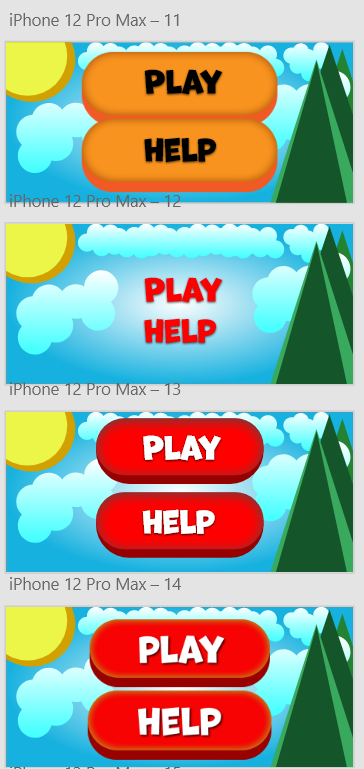 iPhone 12 Pro Max – 11
PLAY
HELP
iPhone 12 Pro Max – 12
PLAY
HELP
iPhone 12 Pro Max – 13
PLAY
HELP
iPhone 12 Pro Max – 14
PLAY
HELP